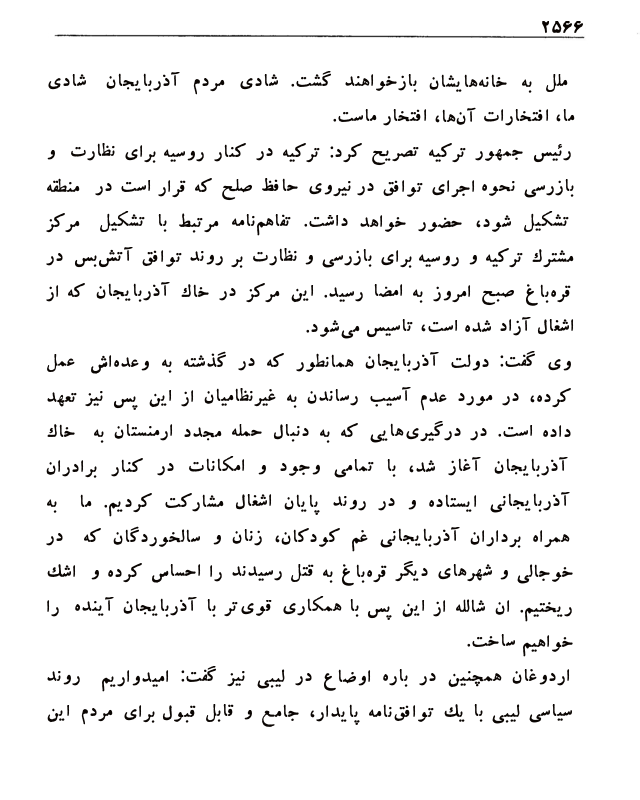 ۲۵۶۶
ملل به خانه‌هایشان بازخواهند گشت. شادی مردم آذربایجان شادی
ما، افتخارات آن‌ها، افتخار ماست.
رئیس جمهور ترکیه تصریح کرد: ترکیه در کنار روسیه برای نظارت و
بازرسی نحوه اجرای توافق در نیروی حافظ صلح که قرار است در منطقه
تشکیل شود، حضور خواهد داشت. تفاهم‌نامه مرتبط با تشکیل مرکز
مشترك ترکیه و روسیه برای بازرسی و نظارت بر روند توافق آتش‌بس در
قره‌باغ صبح امروز به امضا رسید. این مرکز در خاك آذربایجان که از
اشغال آزاد شده است، تاسیس می‌شود.
وی گفت: دولت آذربایجان همانطور که در گذشته به وعده‌اش عمل
کرده، در مورد عدم آسیب رساندن به غیرنظامیان از این پس نیز تعهد
داده است. در درگیری‌هایی که به دنبال حمله مجدد ارمنستان به خاك
آذربایجان آغاز شد، با تمامی وجود و امکانات در کنار برادران
آذربایجانی ایستاده و در روند پایان اشغال مشارکت کردیم. ما به
همراه برداران آذربایجانی غم کودکان، زنان و سالخوردگان که در
خوجالی و شهرهای دیگر قره‌باغ به قتل رسیدند را احساس کرده و اشك
ریختیم. ان شالله از این پس با همکاری قوی‌تر با آذربایجان آینده را
خواهیم ساخت.
اردوغان همچنین در باره اوضاع در لیبی نیز گفت: امیدواریم روند
سیاسی لیبی با یك توافق‌نامه پایدار، جامع و قابل قبول برای مردم این